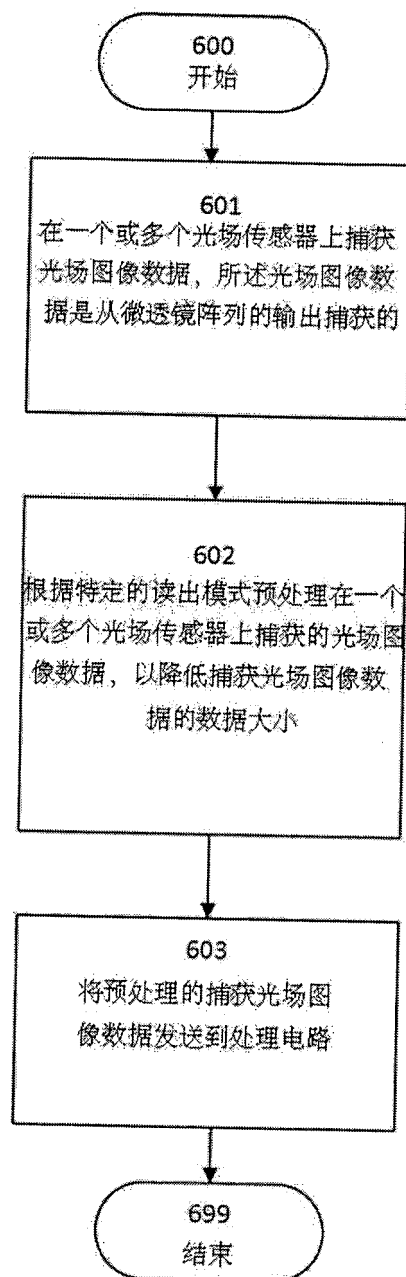 600
开始
601
在一个或多个光场传感器上捕获
光场图像数据，所述光场图像数
据是从微透镜阵列的输出捕获的
602
根据特定的读出模式预处理在一个
或多个光场传感器上捕获的光场图
像数据，以降低捕获光场图像数
据的数据大小
603
将预处理的捕获光场图
像数据发送到处理电路
699
结束